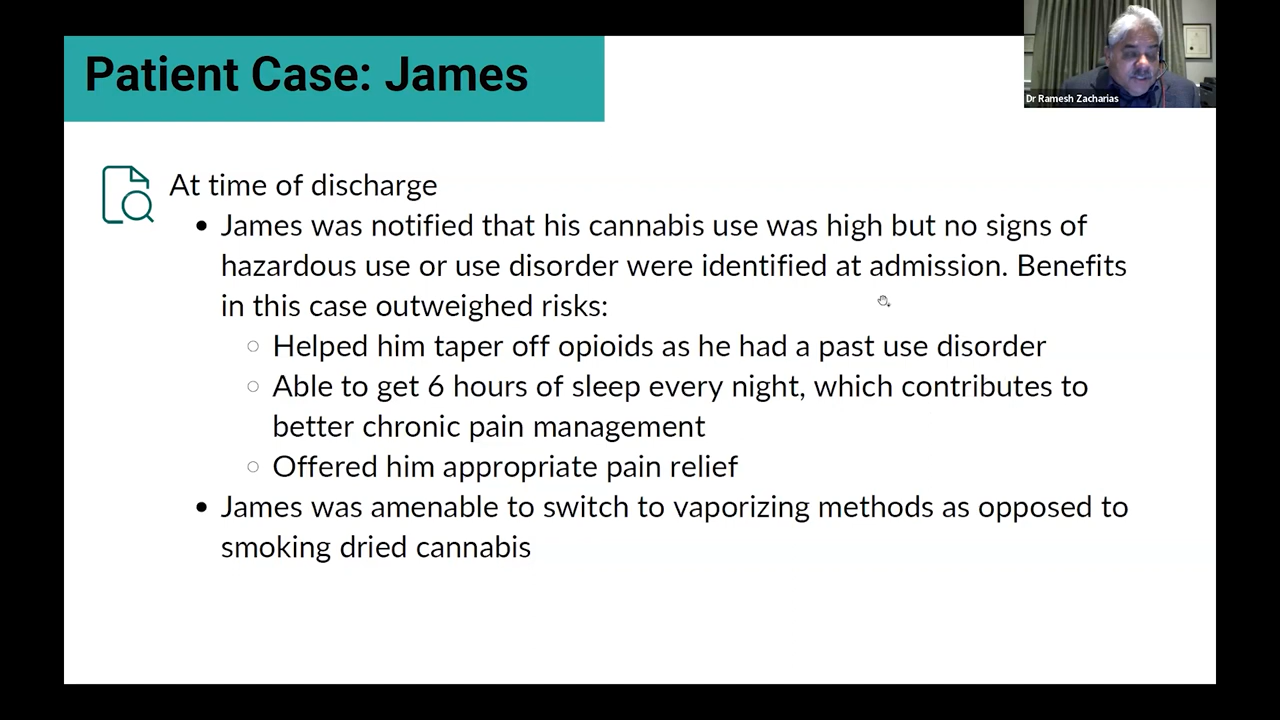 Patient Case: James
Dr Ramesh Zacharias
At time of discharge
• James was notified that his cannabis use was high but no signs of
hazardous use or use disorder were identified at admission. Benefits
in this case outweighed risks:
○ Helped him taper off opioids as he had a past use disorder
○ Able to get 6 hours of sleep every night, which contributes to
better chronic pain management
○ Offered him appropriate pain relief
• James was amenable to switch to vaporizing methods as opposed to
smoking dried cannabis